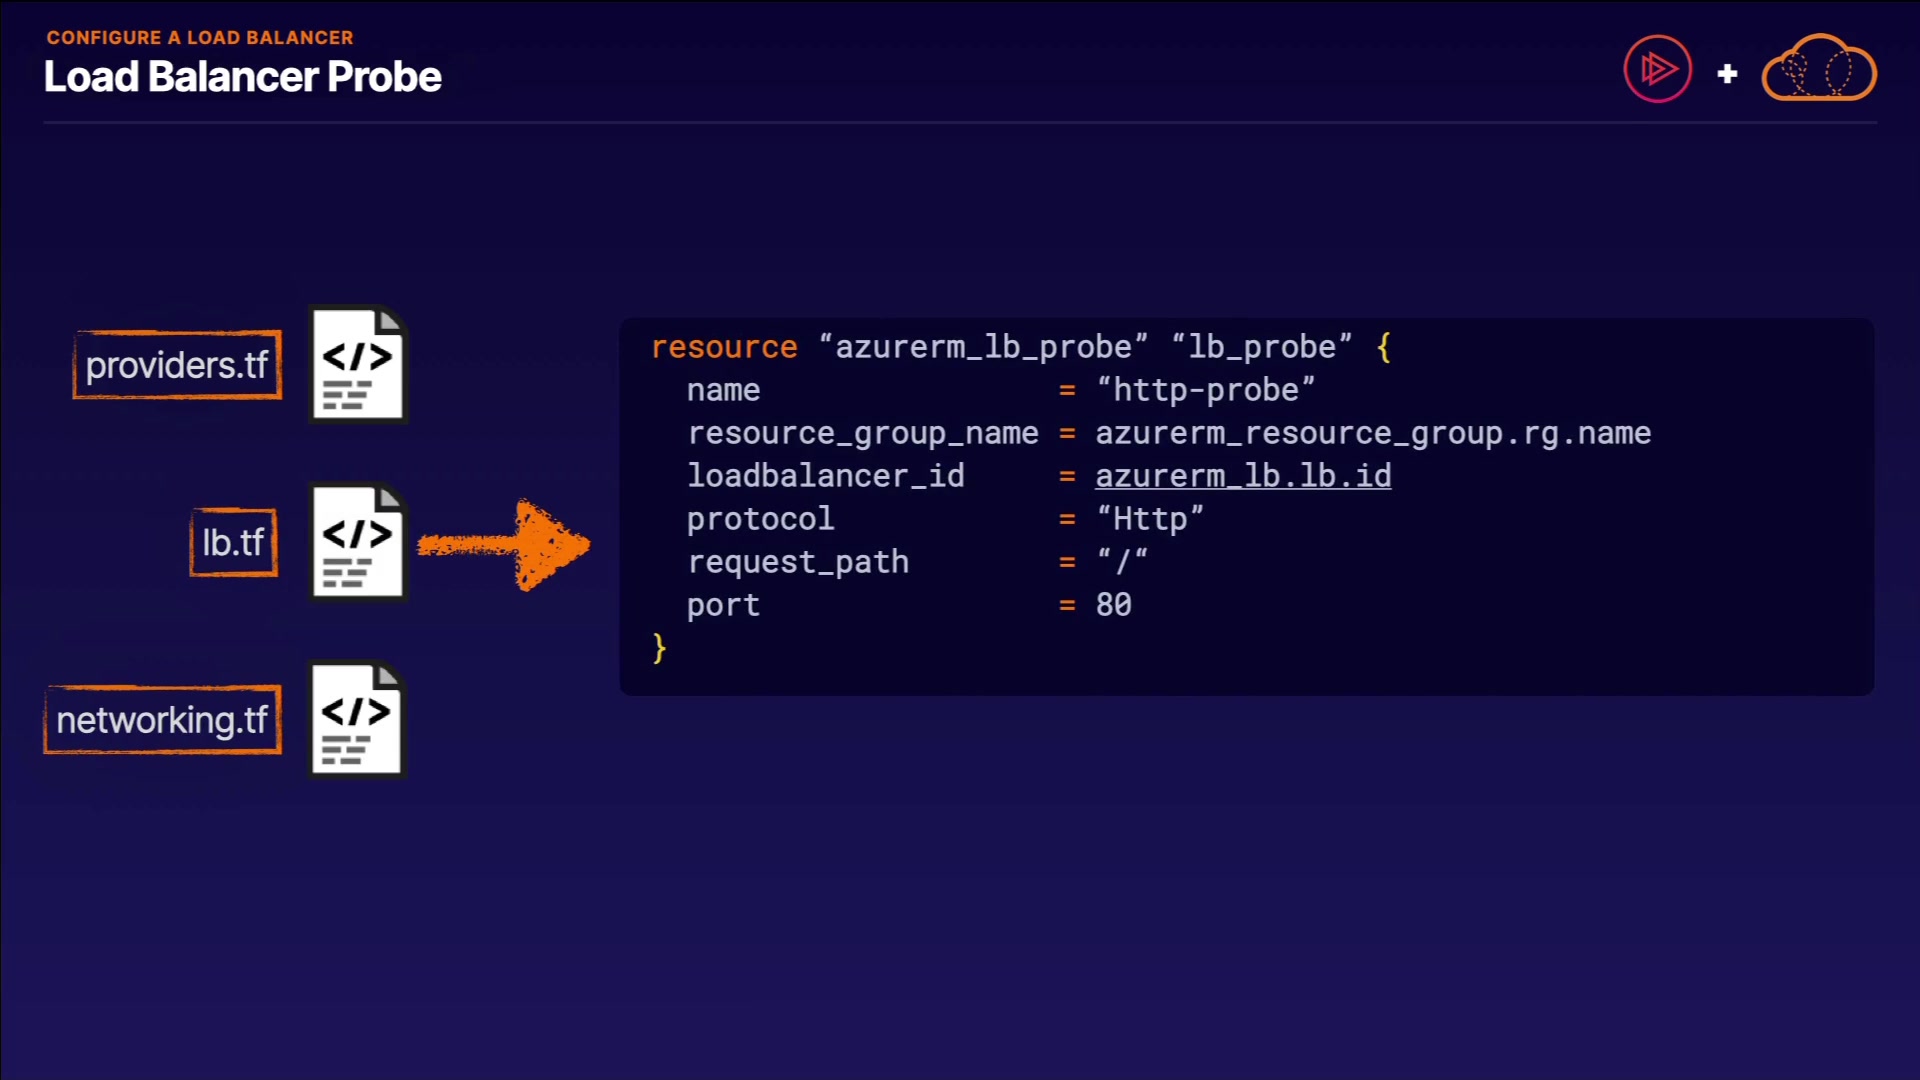 CONFIGURE A LOAD BALANCER
Load Balancer Probe
+
providers.tf
</>
lb.tf
</>
networking.tf
</>
resource “azurerm_lb_probe” “lb_probe” {
name = “http-probe”
resource_group_name = azurerm_resource_group.rg.name
loadbalancer_id = azurerm_lb.lb.id
protocol = “Http”
request_path = “/“
port = 80
}